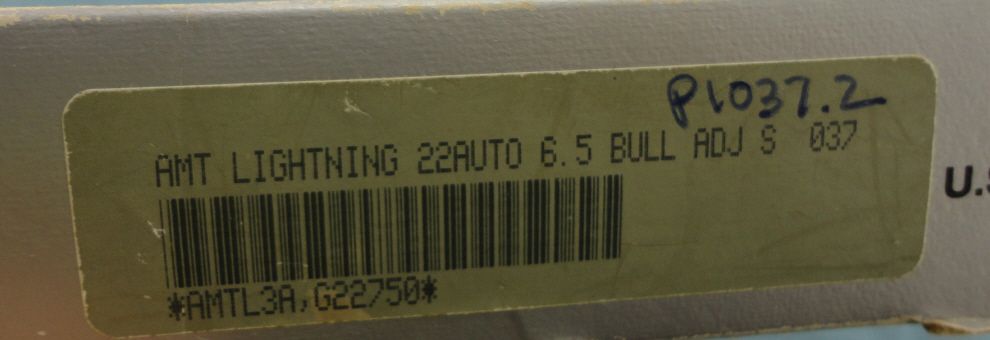 P1037.2
AMT LIGHTNING 22AUTO 6.5 BULL ADJ S 037
*AMTL3A,G22750*
U.S